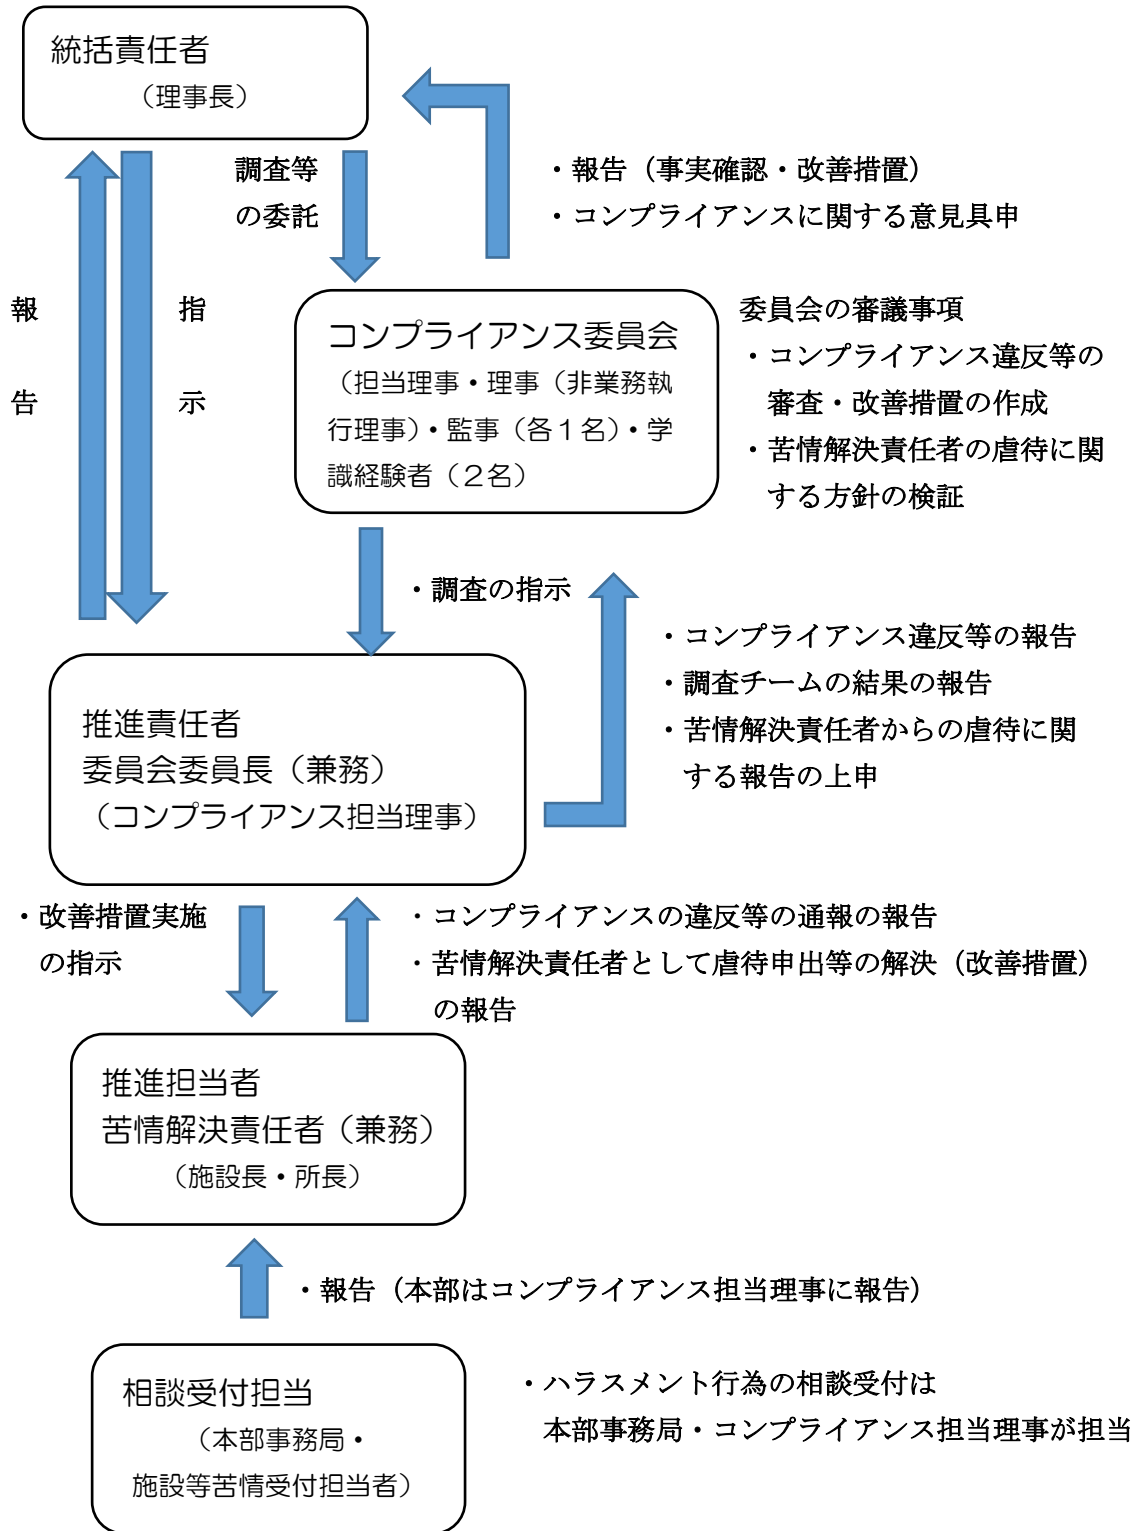 統括責任者
（理事長）
調査等
の委託
・報告（事実確認・改善措置）
・コンプライアンスに関する意見具申
報
告
指
示
コンプライアンス委員会
（担当理事・理事（非業務執
行理事）・監事（各１名）・学
識経験者（２名）
委員会の審議事項
・コンプライアンス違反等の
審査・改善措置の作成
・苦情解決責任者の虐待に関
する方針の検証
・調査の指示
・コンプライアンス違反等の報告
・調査チームの結果の報告
・苦情解決責任者からの虐待に関
する報告の上申
推進責任者
委員会委員長（兼務）
（コンプライアンス担当理事）
・改善措置実施
の指示
・コンプライアンスの違反等の通報の報告
・苦情解決責任者として虐待申出等の解決（改善措置）
の報告
推進担当者
苦情解決責任者（兼務）
（施設長・所長）
・報告（本部はコンプライアンス担当理事に報告）
相談受付担当
（本部事務局・
施設等苦情受付担当者）
・ハラスメント行為の相談受付は
本部事務局・コンプライアンス担当理事が担当